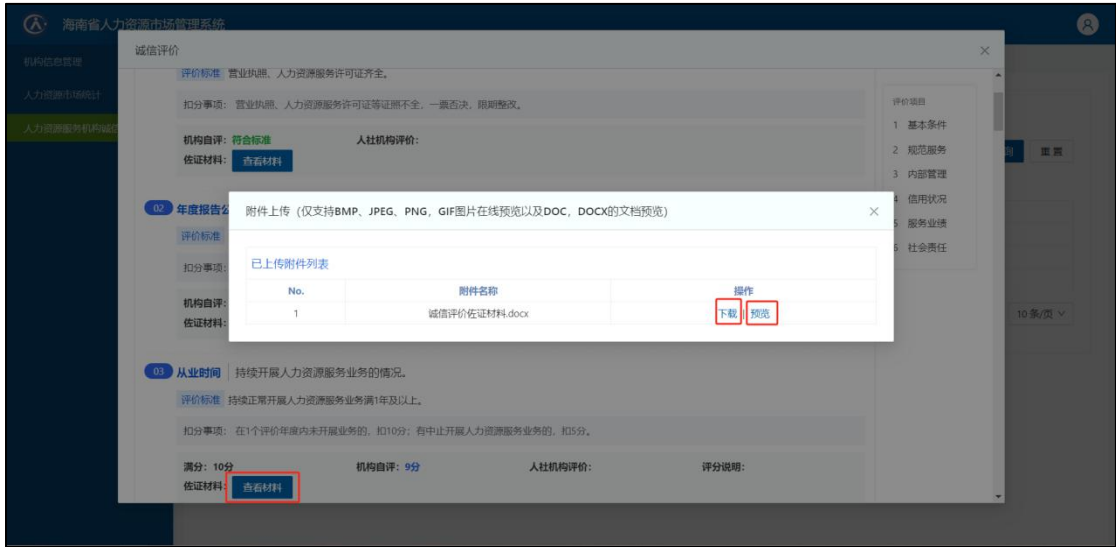 海南省人力资源市场管理系统
诚信评价
机构信息管理
人力资源市场统计
人力资源服务机构诚信
评价标准 营业执照、人力资源服务许可证齐全。
扣分事项: 营业执照、人力资源服务许可证等证照不全,一票否决,限期整改。
机构自评: 符合标准 人社机构评价:
佐证材料: 查看材料
评价项目
1 基本条件
2 规范服务
3 内部管理
4 信用状况
5 服务业绩
6 社会责任
重置
02 年度报告公
评价标准
扣分事项:
机构自评:
佐证材料:
附件上传(仅支持BMP、JPEG、PNG,GIF图片在线预览以及DOC,DOCX的文档预览)
已上传附件列表
No. 附件名称 操作
1 诚信评价佐证材料.docx 下载 | 预览
10 条/页
03 从业时间 持续开展人力资源服务业务的情况。
评价标准 持续正常开展人力资源服务业务满1年及以上。
扣分事项: 在1个评价年度内未开展业务的,扣10分;有中止开展人力资源服务业务的,扣5分。
满分: 10分 机构自评: 9分 人社机构评价: 评分说明:
佐证材料: 查看材料